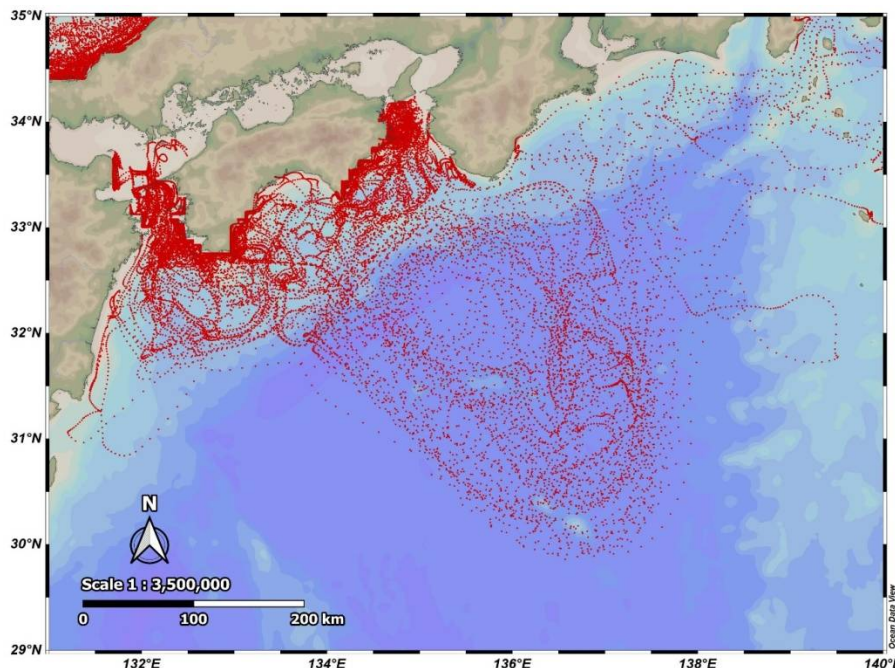 35°N
34°N
33°N
32°N
31°N
30°N
29°N
N
Scale 1 : 3,500,000
0 100 200 km
132°E 134°E 136°E 138°E 140
Ocean Data View